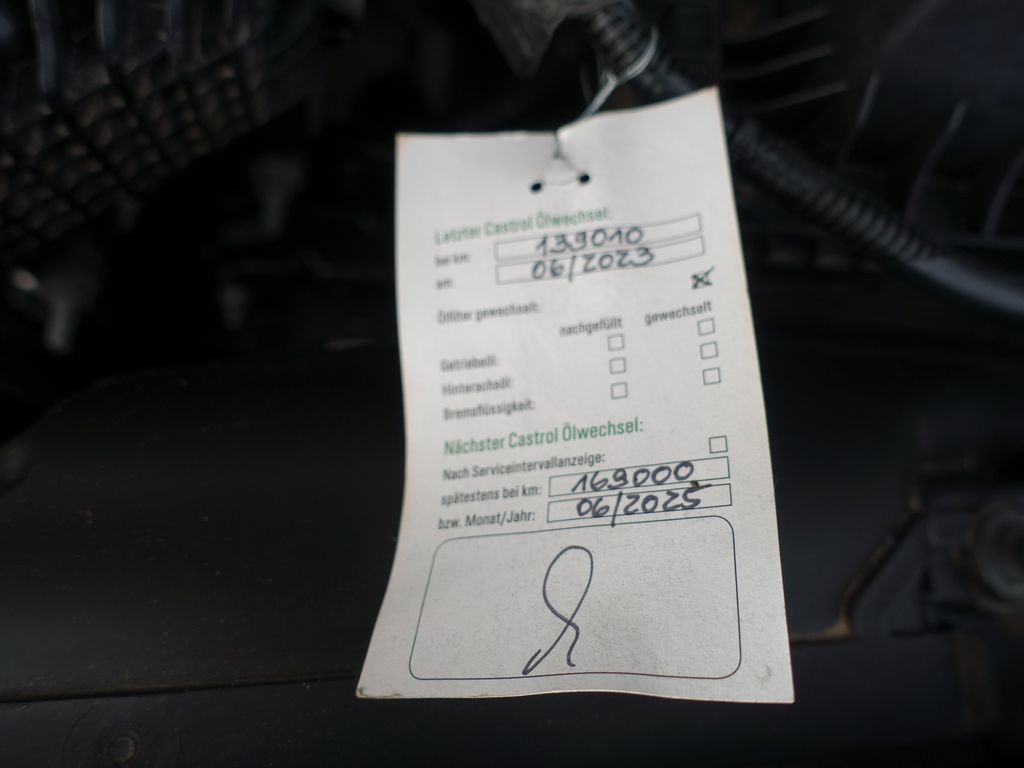 Letzter Castrol Ölwechsel:
bei km: 139010
am: 06/2023
Ölfilter gewechselt:
nachgefüllt gewechselt
Getriebeöl:
Hinterachsöl:
Bremsflüssigkeit:
Nächster Castrol Ölwechsel:
Nach Serviceintervallanzeige:
spätestens bei km: 169000
bzw. Monat/Jahr: 06/2025